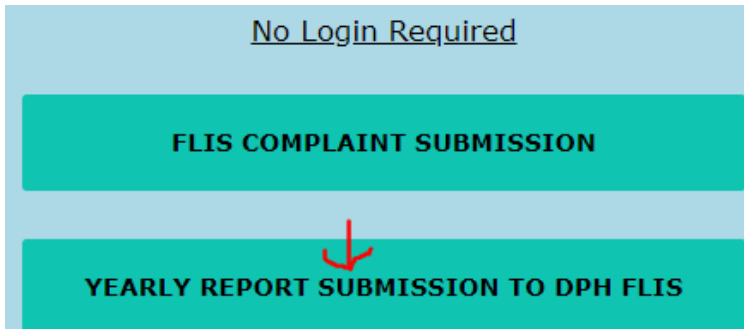 No Login Required
FLIS COMPLAINT SUBMISSION
YEARLY REPORT SUBMISSION TO DPH FLIS